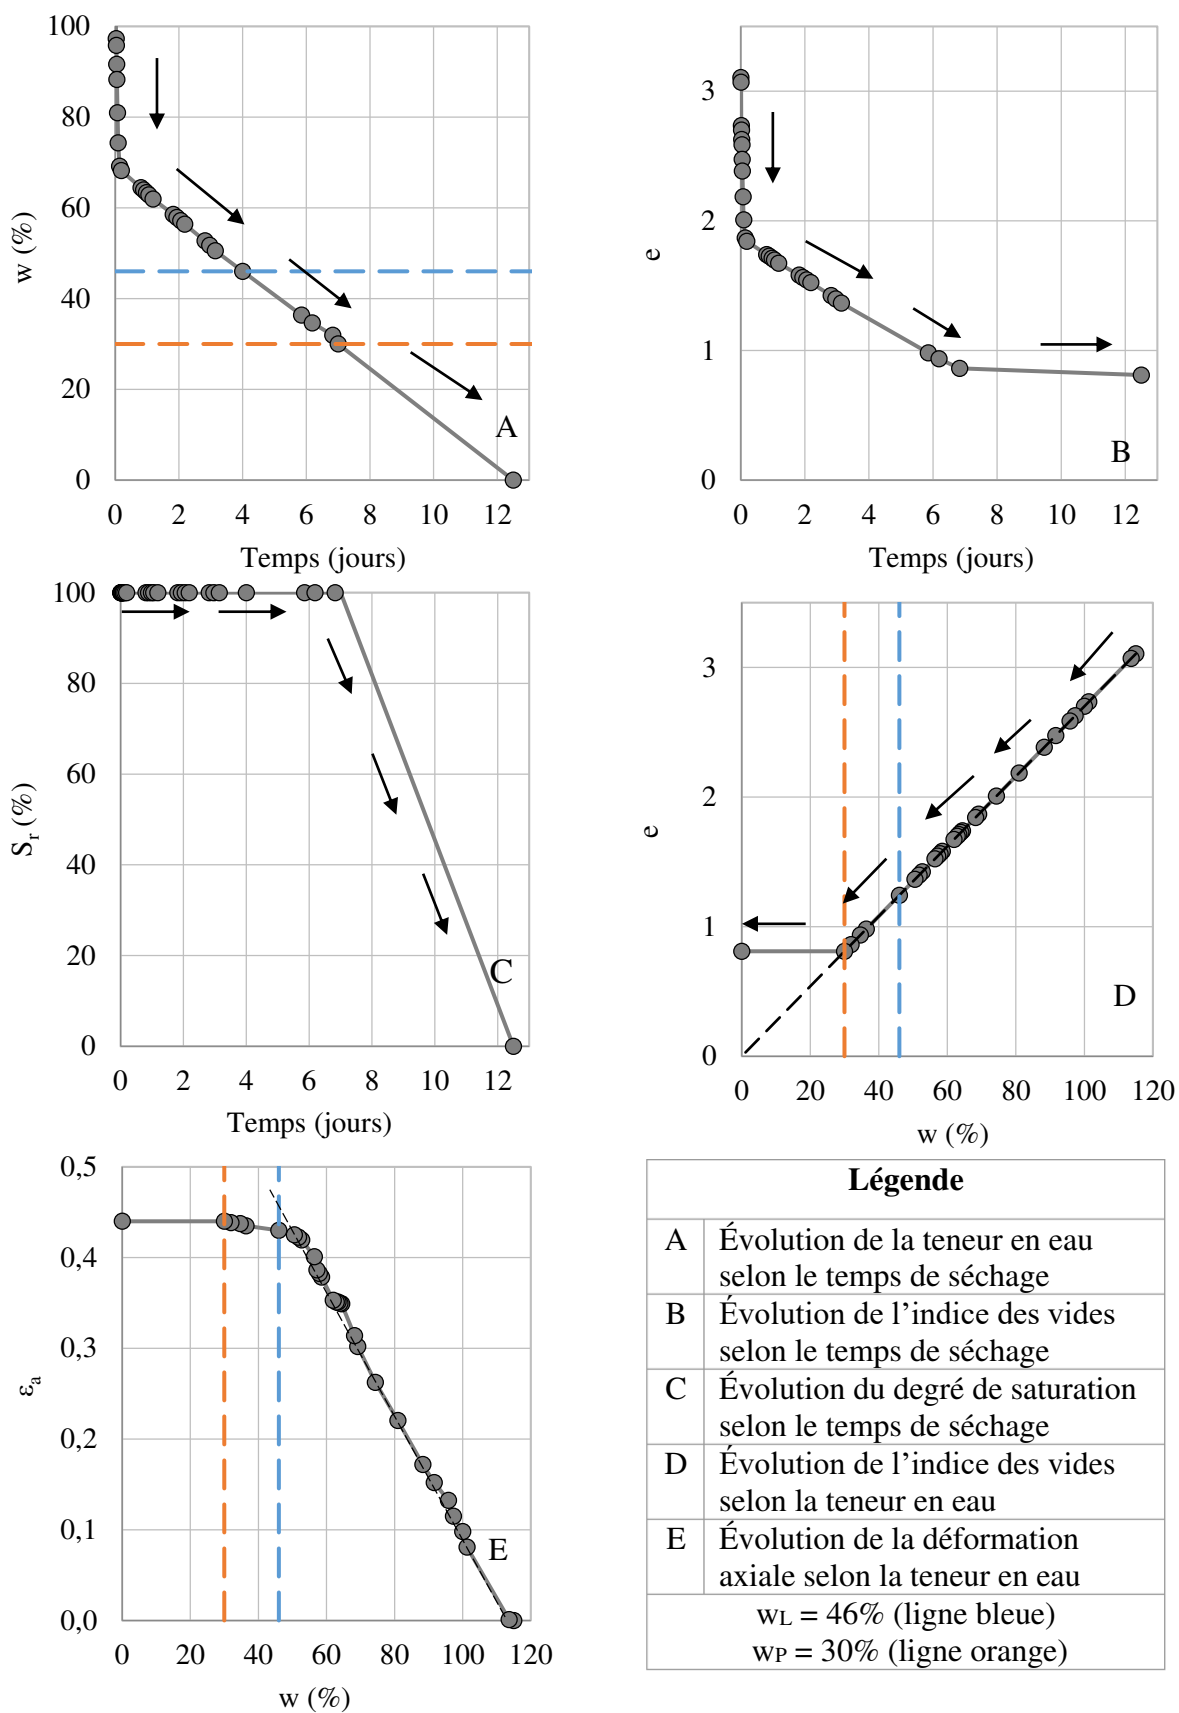 100
80
60
40
20
0
w (%)
A
0 2 4 6 8 10 12
Temps (jours)
3
2
1
0
e
B
0 2 4 6 8 10 12
Temps (jours)
100
80
60
40
20
0
Sr (%)
C
0 2 4 6 8 10 12
Temps (jours)
3
2
1
0
e
D
0 20 40 60 80 100 120
w (%)
0,5
0,4
0,3
0,2
0,1
0,0
εa
E
0 20 40 60 80 100 120
w (%)
Légende
A Évolution de la teneur en eau
selon le temps de séchage
B Évolution de l’indice des vides
selon le temps de séchage
C Évolution du degré de saturation
selon le temps de séchage
D Évolution de l’indice des vides
selon la teneur en eau
E Évolution de la déformation
axiale selon la teneur en eau
wL = 46% (ligne bleue)
wP = 30% (ligne orange)